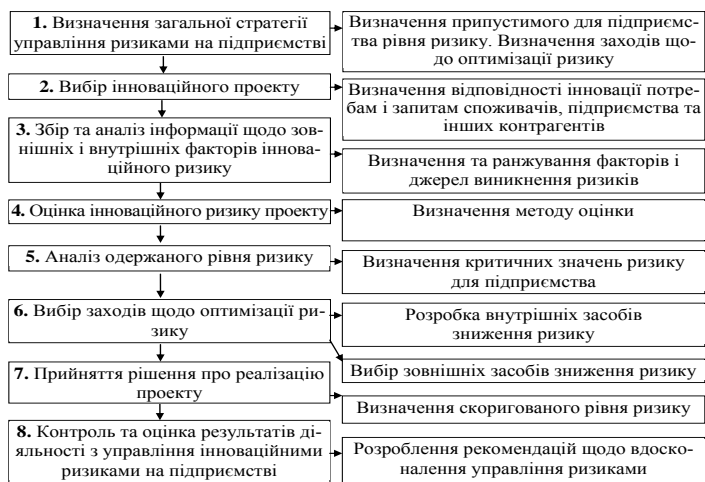 1. Визначення загальної стратегії
управління ризиками на підприємстві
Визначення припустимого для підприємс-
тва рівня ризику. Визначення заходів що-
до оптимізації ризику
2. Вибір інноваційного проекту
Визначення відповідності інновації потре-
бам і запитам споживачів, підприємства та
інших контрагентів
3. Збір та аналіз інформації щодо зов-
нішніх і внутрішніх факторів іннова-
ційного ризику
Визначення та ранжування факторів і
джерел виникнення ризиків
4. Оцінка інноваційного ризику проекту
Визначення методу оцінки
5. Аналіз одержаного рівня ризику
Визначення критичних значень ризику
для підприємства
6. Вибір заходів щодо оптимізації ри-
зику
Розробка внутрішніх засобів
зниження ризику
Вибір зовнішніх засобів зниження ризику
7. Прийняття рішення про реалізацію
проекту
Визначення скоригованого рівня ризику
8. Контроль та оцінка результатів ді-
яльності з управління інноваційними
ризиками на підприємстві
Розроблення рекомендацій щодо вдоско-
налення управління ризиками